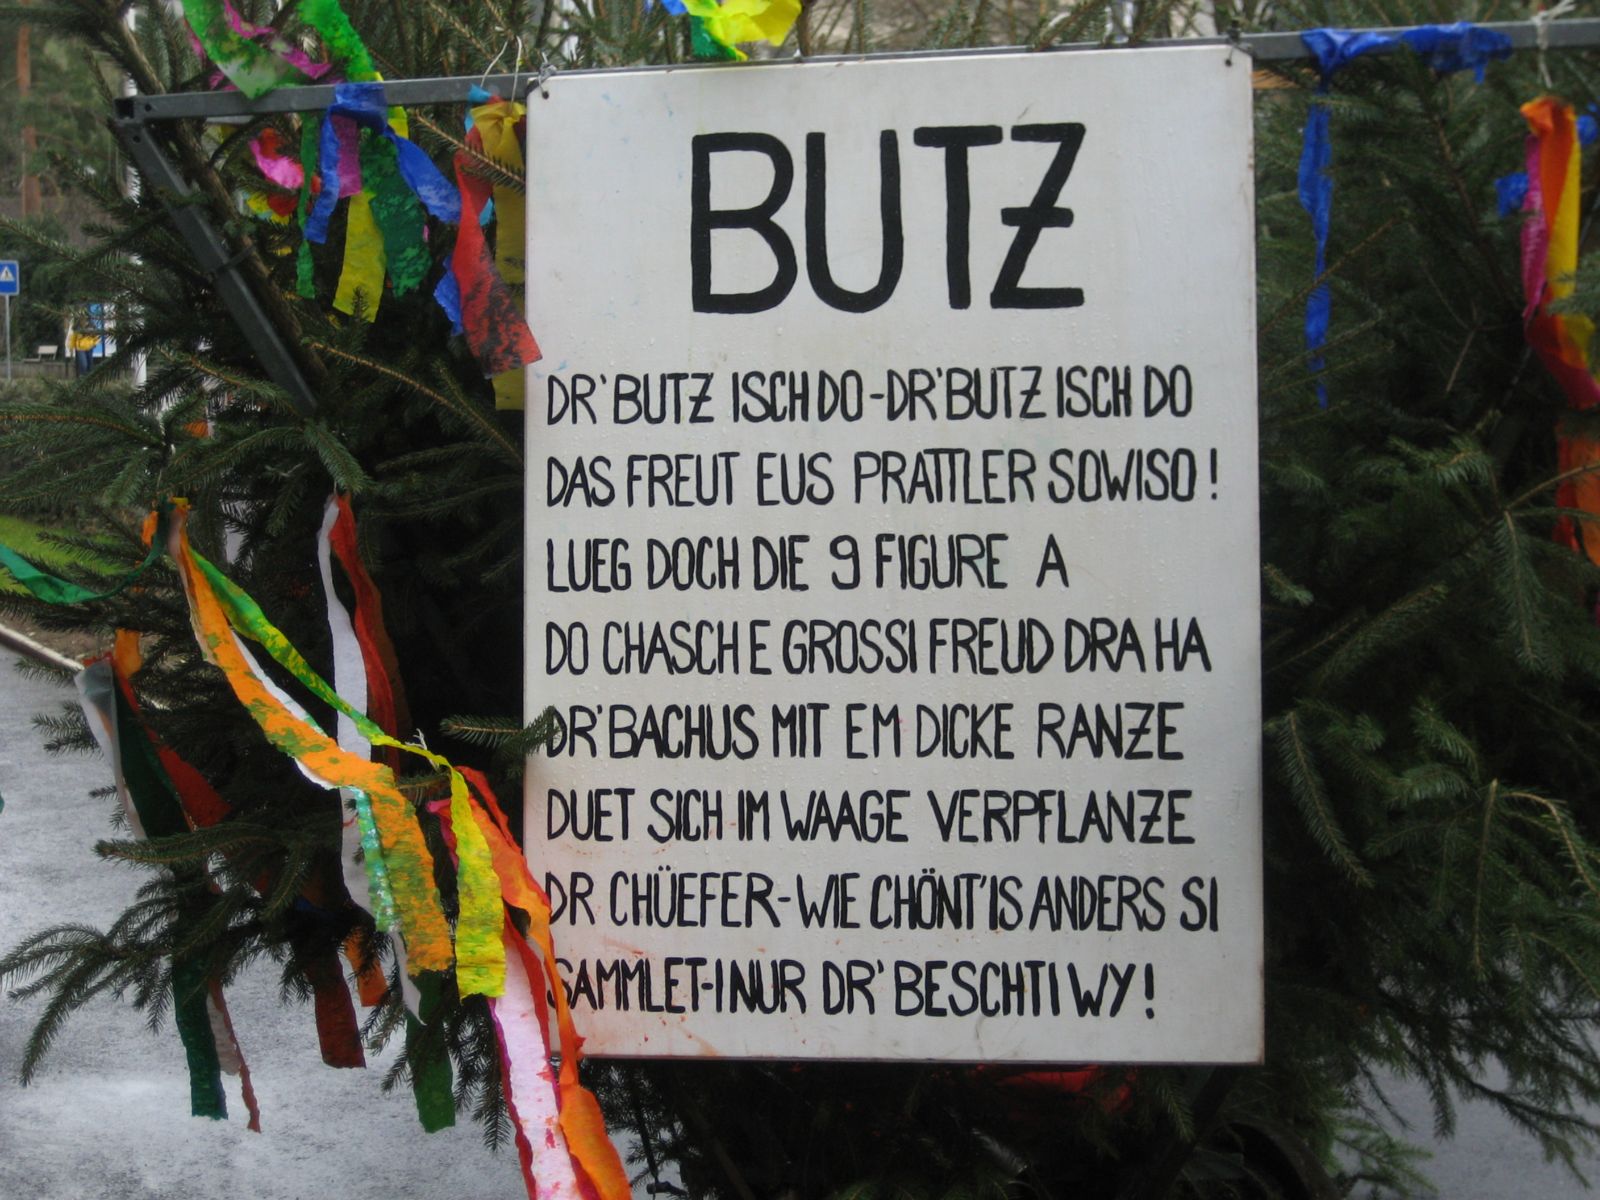 BUTZ
DR' BUTZ ISCH DO - DR' BUTZ ISCH DO
DAS FREUT EUS PRATTLER SOWISO !
LUEG DOCH DIE 9 FIGURE A
DO CHASCH E GROSSI FREUD DRA HA
DR' BACHUS MIT EM DICKE RANZE
DUET SICH IM WAAGE VERPFLANZE
DR CHÜEFER - WIE CHÖNT'IS ANDERS SI
SAMMLET - I NUR DR' BESCHTI WY !